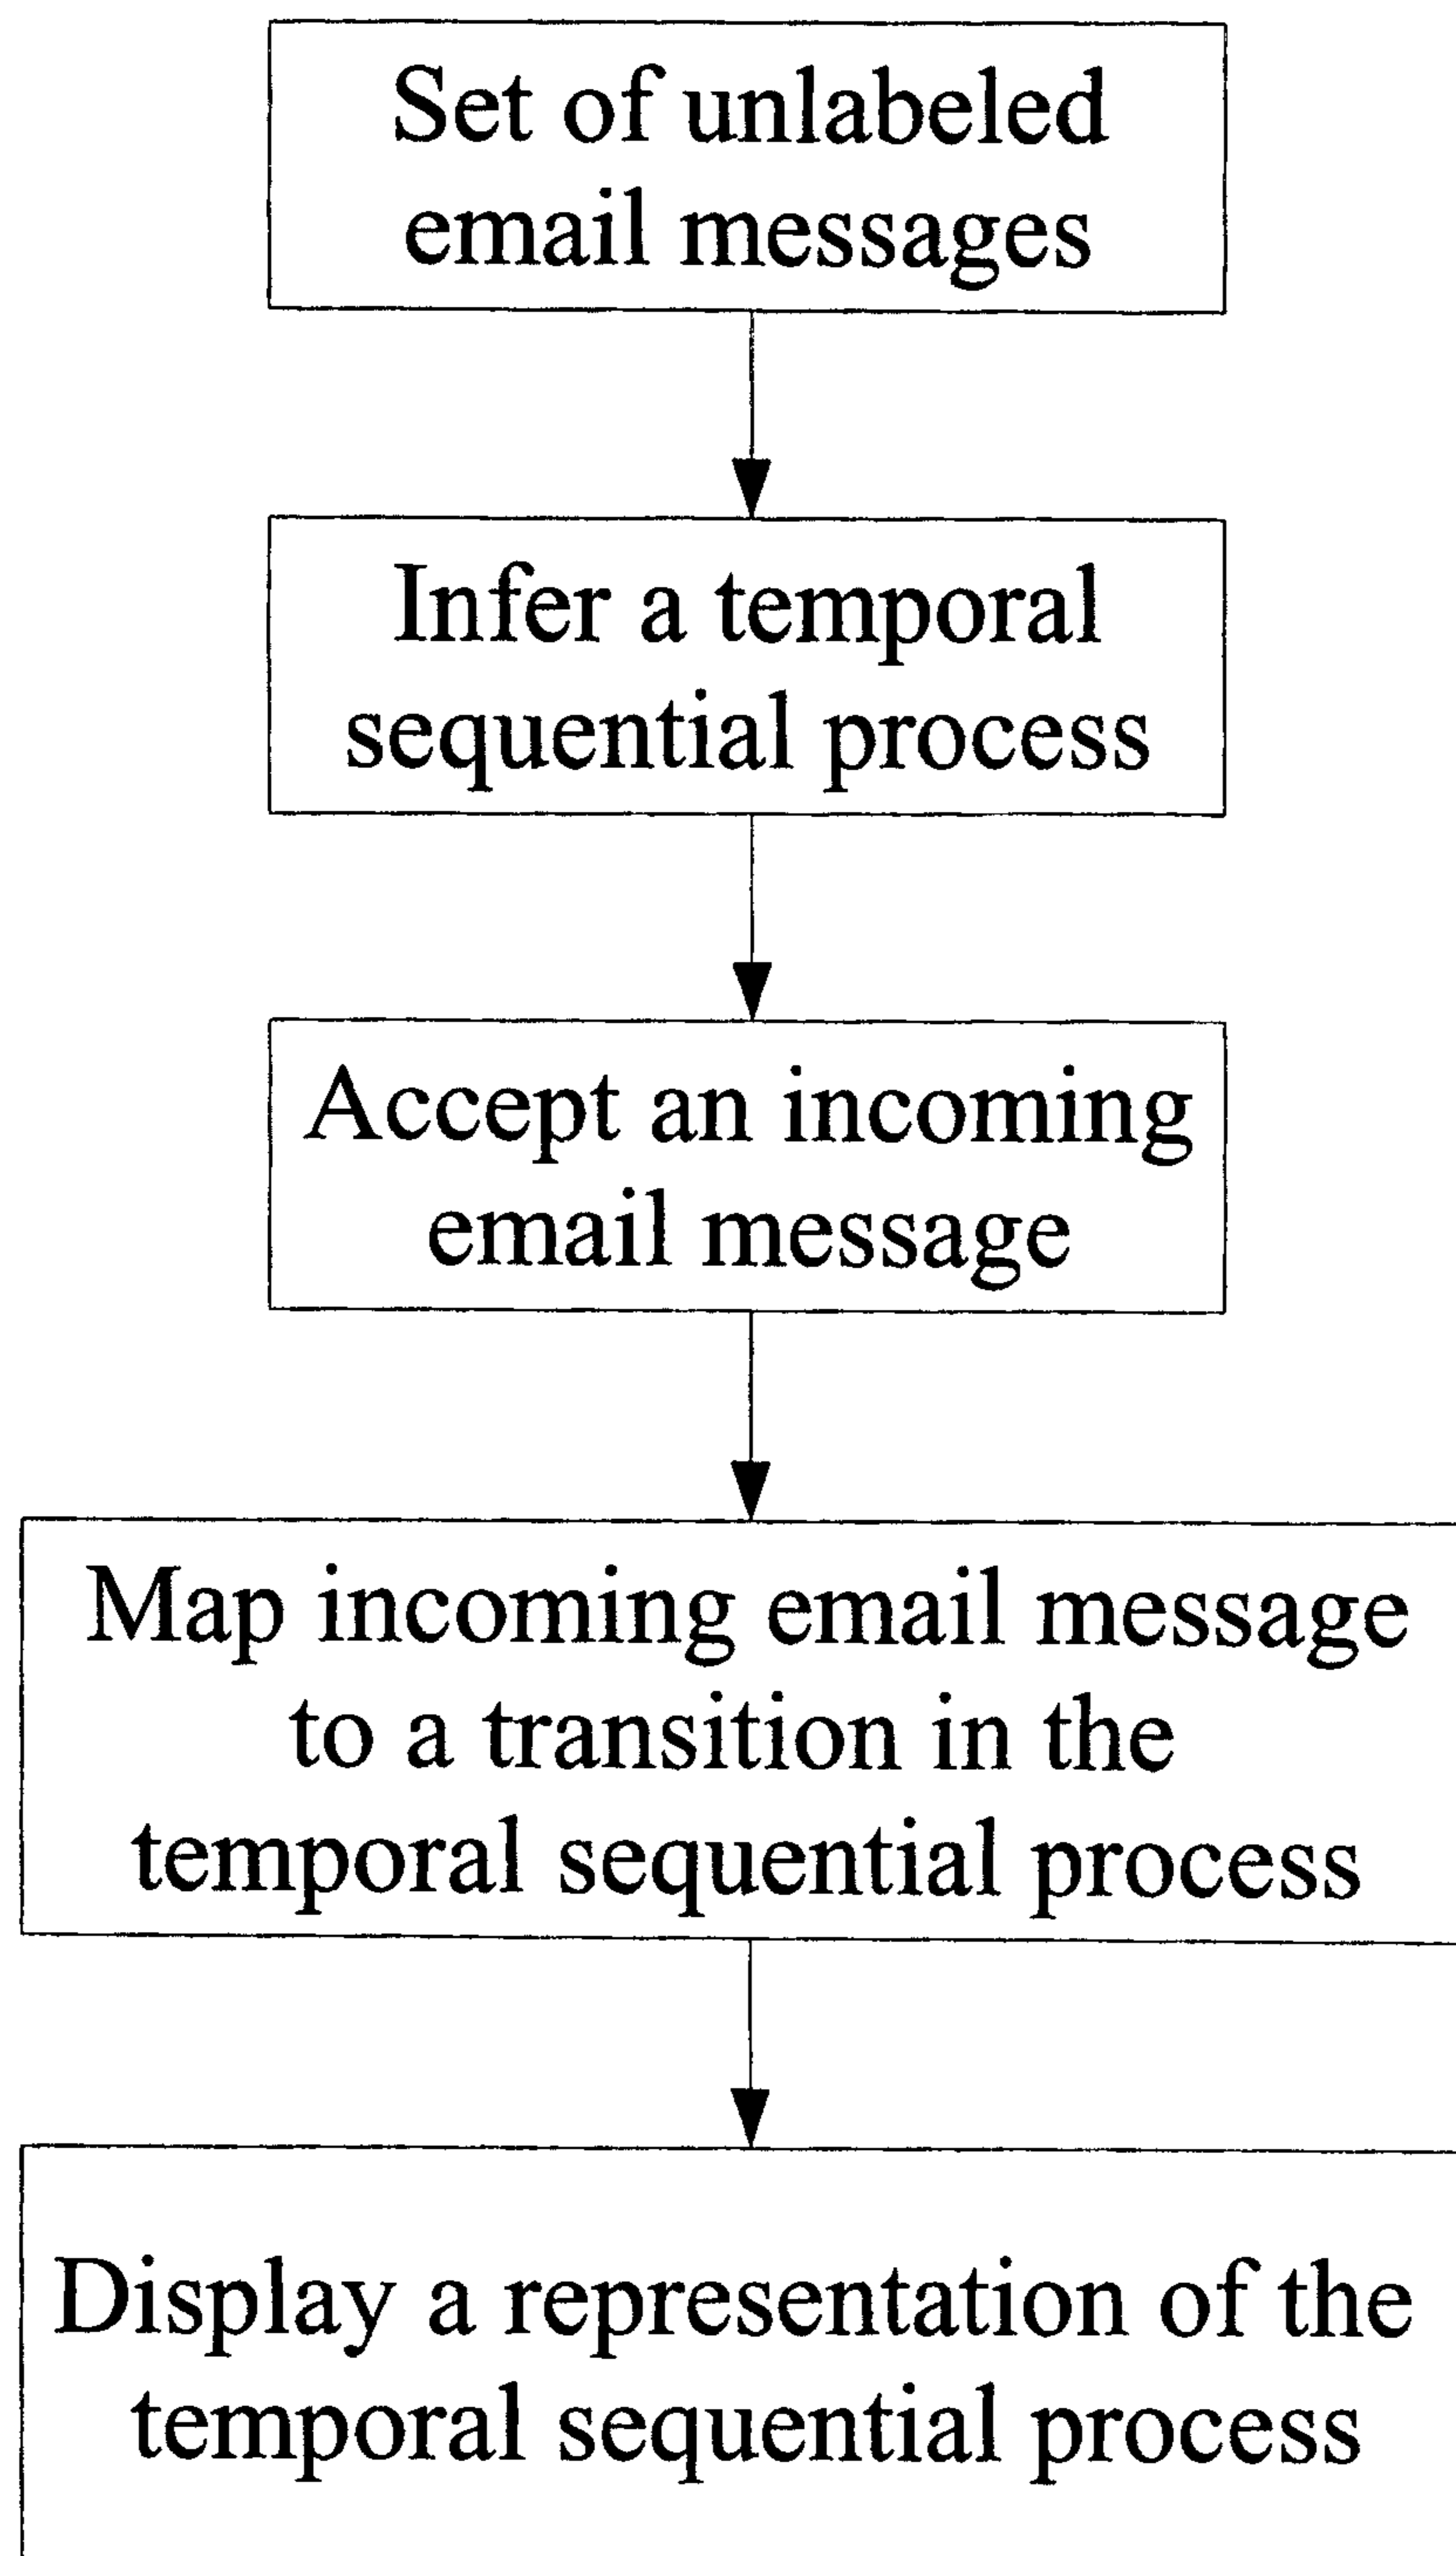 Set of unlabeled
email messages
Infer a temporal
sequential process
Accept an incoming
email message
Map incoming email message
to a transition in the
temporal sequential process
Display a representation of the
temporal sequential process